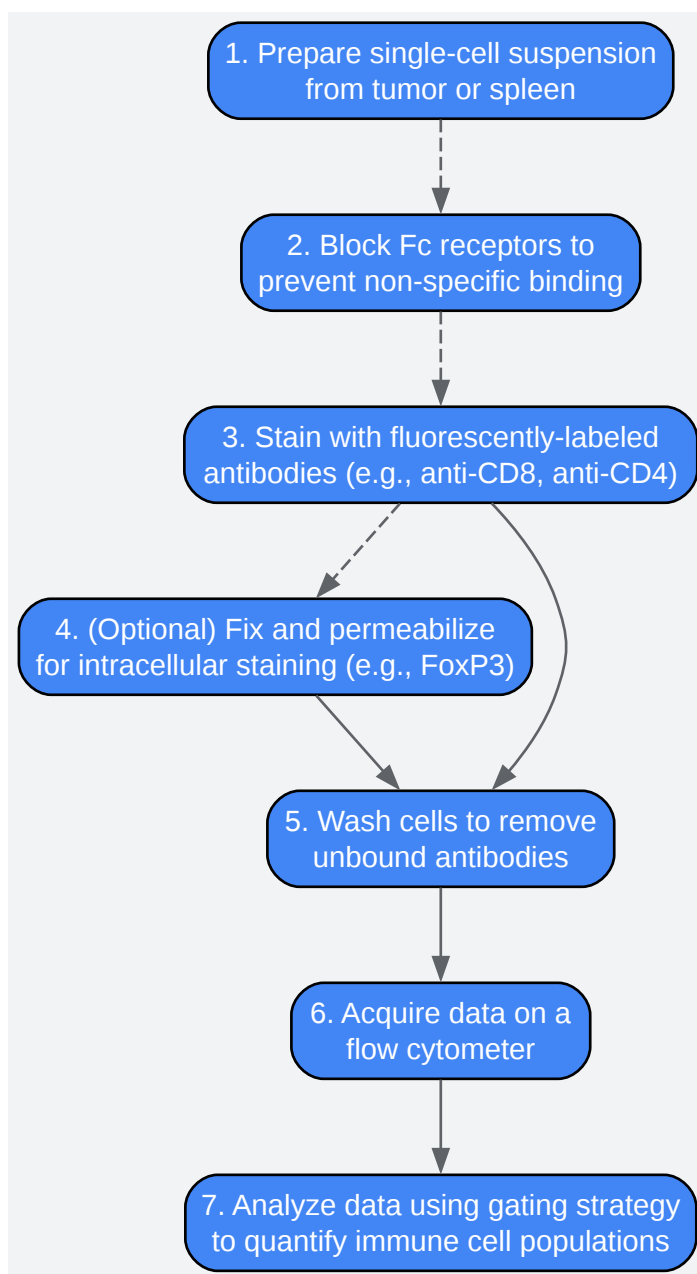 1. Prepare single-cell suspension
from tumor or spleen
2. Block Fc receptors to
prevent non-specific binding
3. Stain with fluorescently-labeled
antibodies (e.g., anti-CD8, anti-CD4)
4. (Optional) Fix and permeabilize
for intracellular staining (e.g., FoxP3)
5. Wash cells to remove
unbound antibodies
6. Acquire data on a
flow cytometer
7. Analyze data using gating strategy
to quantify immune cell populations